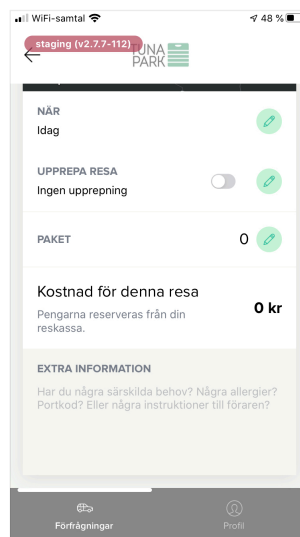 WiFi-samtal
48 %
staging (v2.7.7-112)
TUNA
PARK
NÄR
Idag
UPPREPA RESA
Ingen upprepning
PAKET
0
Kostnad för denna resa
Pengarna reserveras från din
reskassa.
0 kr
EXTRA INFORMATION
Har du några särskilda behov? Några allergier?
Portkod? Eller några instruktioner till föraren?
Förfrågningar
Profil